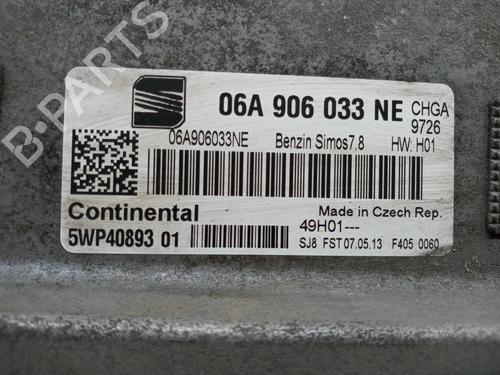 B-PARTS
06A 906 033 NE CHGA
9726
06A906033NE Benzin Simos7.8 HW: H01
Continental Made in Czech Rep.
5WP40893 01 49H01---
SJ8 FST 07.05.13 F405 0060